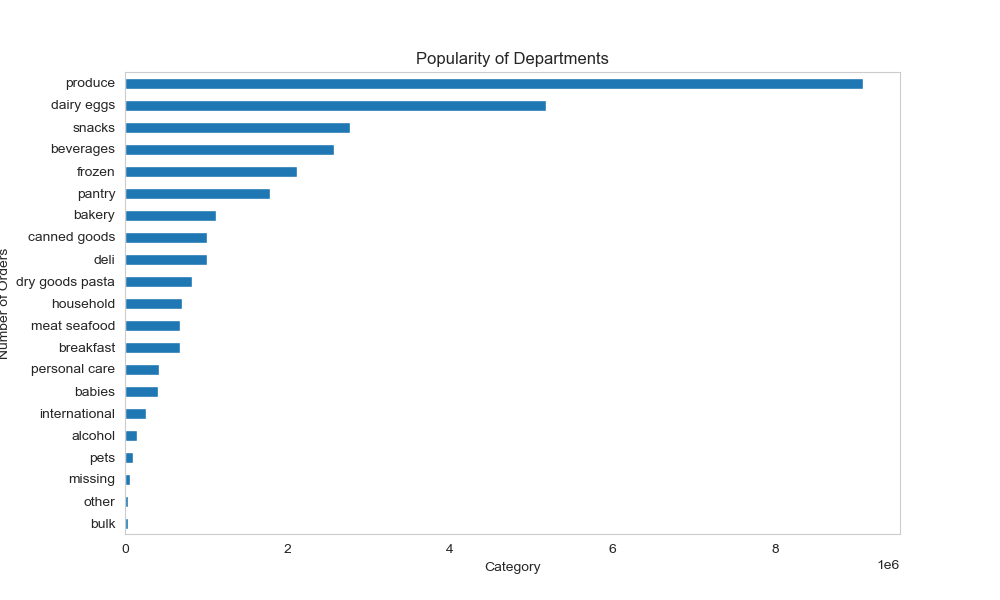 Popularity of Departments
produce
dairy eggs
snacks
beverages
frozen
pantry
bakery
canned goods
deli
dry goods pasta
household
meat seafood
breakfast
personal care
babies
international
alcohol
pets
missing
other
bulk
Number of Orders
0 2 4 6 8
1e6
Category